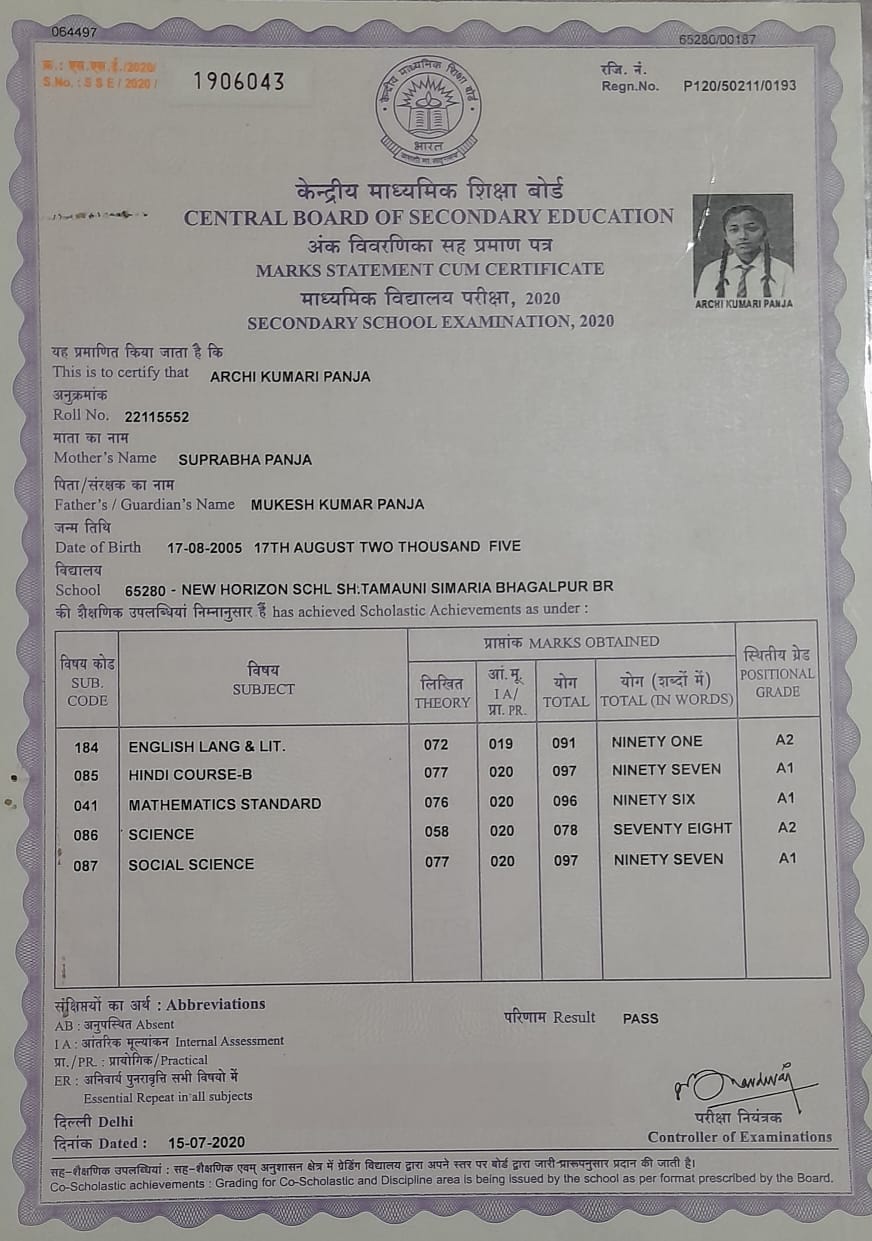 064497
65280/00187
क्र.: एस.एस.ई./2020/
S.No. : S S E / 2020 /
1906043
रजि. नं.
Regn.No. P120/50211/0193
केन्द्रीय माध्यमिक शिक्षा बोर्ड
भारत
केन्द्रीय माध्यमिक शिक्षा बोर्ड
CENTRAL BOARD OF SECONDARY EDUCATION
अंक विवरणिका सह प्रमाण पत्र
MARKS STATEMENT CUM CERTIFICATE
माध्यमिक विद्यालय परीक्षा, 2020
SECONDARY SCHOOL EXAMINATION, 2020
ARCHI KUMARI PANJA
यह प्रमाणित किया जाता है कि
This is to certify that ARCHI KUMARI PANJA
अनुक्रमांक
Roll No. 22115552
माता का नाम
Mother's Name SUPRABHA PANJA
पिता/संरक्षक का नाम
Father's / Guardian's Name MUKESH KUMAR PANJA
जन्म तिथि
Date of Birth 17-08-2005 17TH AUGUST TWO THOUSAND FIVE
विद्यालय
School 65280 - NEW HORIZON SCHL SH:TAMAUNI SIMARIA BHAGALPUR BR
की शैक्षणिक उपलब्धियां निम्नानुसार हैं has achieved Scholastic Achievements as under :
विषय कोड
SUB.
CODE
विषय
SUBJECT
प्राप्तांक MARKS OBTAINED
लिखित
THEORY
आं.मू.
I A/
प्रा. PR.
योग
TOTAL
योग (शब्दों में)
TOTAL (IN WORDS)
स्थितीय ग्रेड
POSITIONAL
GRADE
184 ENGLISH LANG & LIT. 072 019 091 NINETY ONE A2
085 HINDI COURSE-B 077 020 097 NINETY SEVEN A1
041 MATHEMATICS STANDARD 076 020 096 NINETY SIX A1
086 SCIENCE 058 020 078 SEVENTY EIGHT A2
087 SOCIAL SCIENCE 077 020 097 NINETY SEVEN A1
संक्षिप्तियों का अर्थ : Abbreviations
AB : अनुपस्थित Absent
I A : आंतरिक मूल्यांकन Internal Assessment
प्रा./PR. : प्रायोगिक/Practical
ER : अनिवार्य पुनरावृत्ति सभी विषयो में
Essential Repeat in all subjects
परिणाम Result PASS
दिल्ली Delhi
दिनांक Dated : 15-07-2020
परीक्षा नियंत्रक
Controller of Examinations
सह-शैक्षणिक उपलब्धियां : सह-शैक्षणिक एवम् अनुशासन क्षेत्र में ग्रेडिंग विद्यालय द्वारा अपने स्तर पर बोर्ड द्वारा जारी-प्रारूपनुसार प्रदान की जाती है।
Co-Scholastic achievements : Grading for Co-Scholastic and Discipline area is being issued by the school as per format prescribed by the Board.